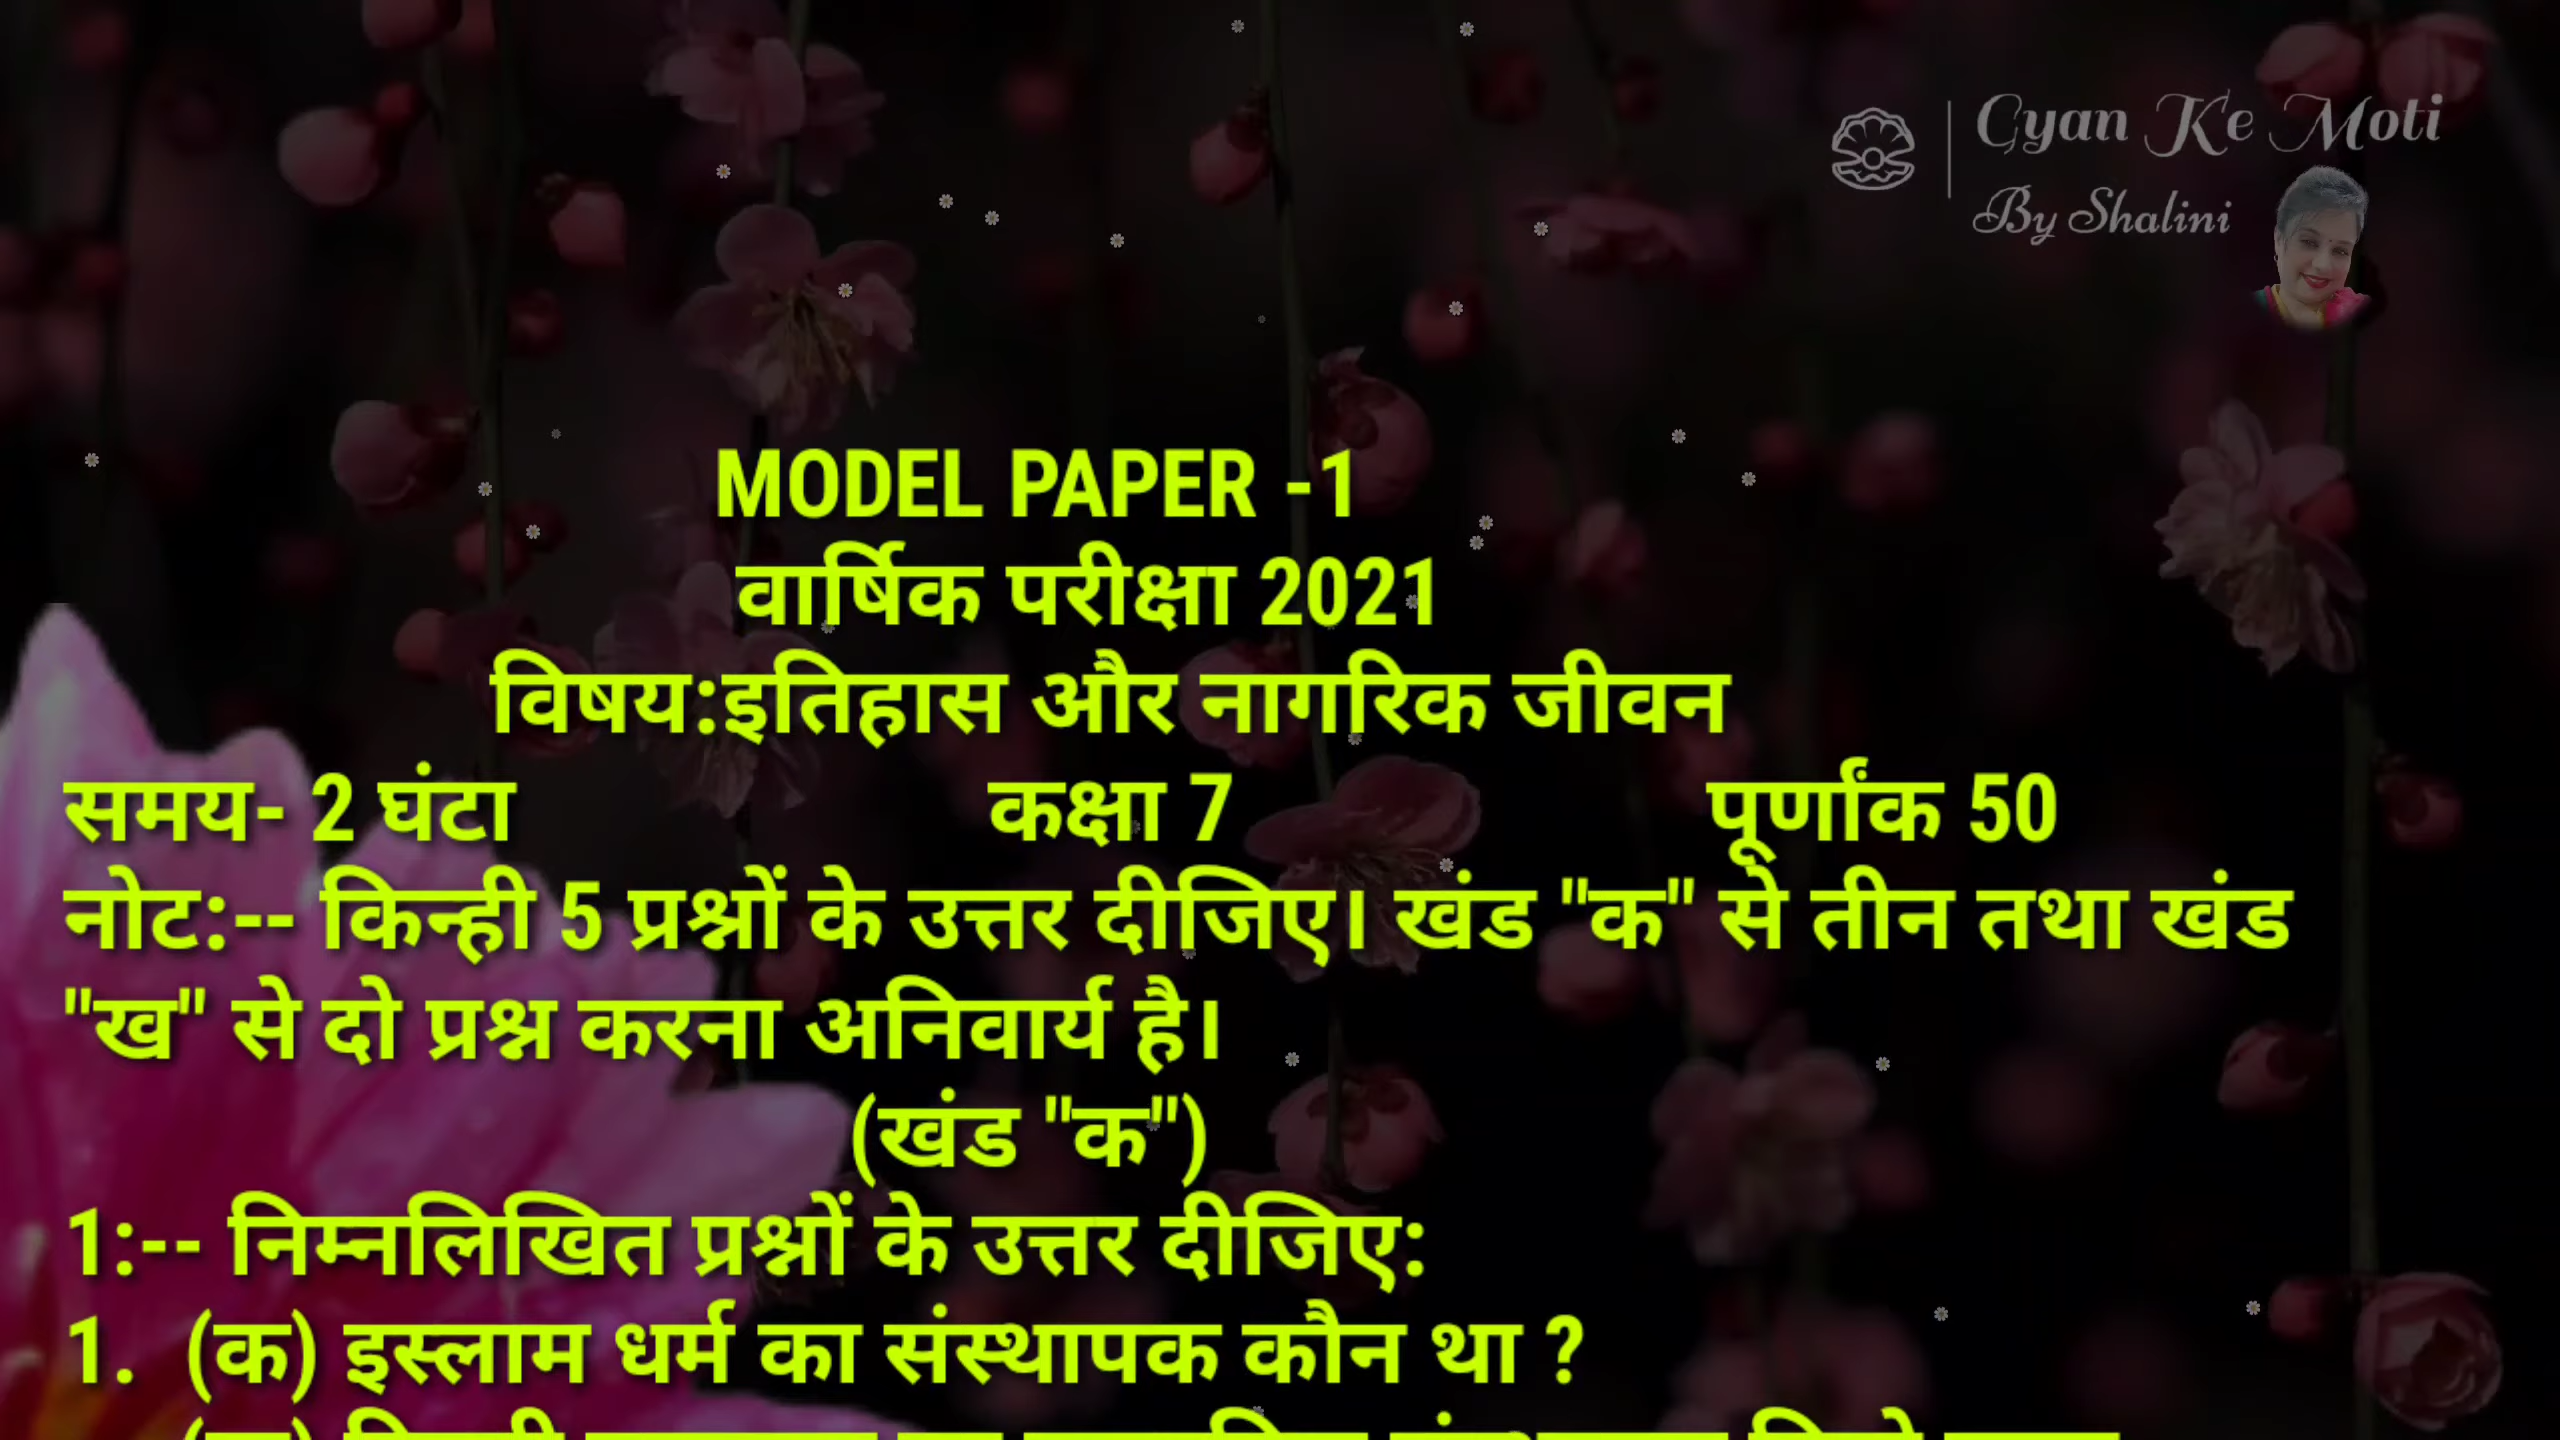 Gyan Ke Moti
By Shalini
MODEL PAPER -1
वार्षिक परीक्षा 2021
विषय:इतिहास और नागरिक जीवन
समय- 2 घंटा कक्षा 7 पूर्णांक 50
नोट:-- किन्ही 5 प्रश्नों के उत्तर दीजिए। खंड "क" से तीन तथा खंड
"ख" से दो प्रश्न करना अनिवार्य है।
(खंड "क")
1:-- निम्नलिखित प्रश्नों के उत्तर दीजिए:
1. (क) इस्लाम धर्म का संस्थापक कौन था ?